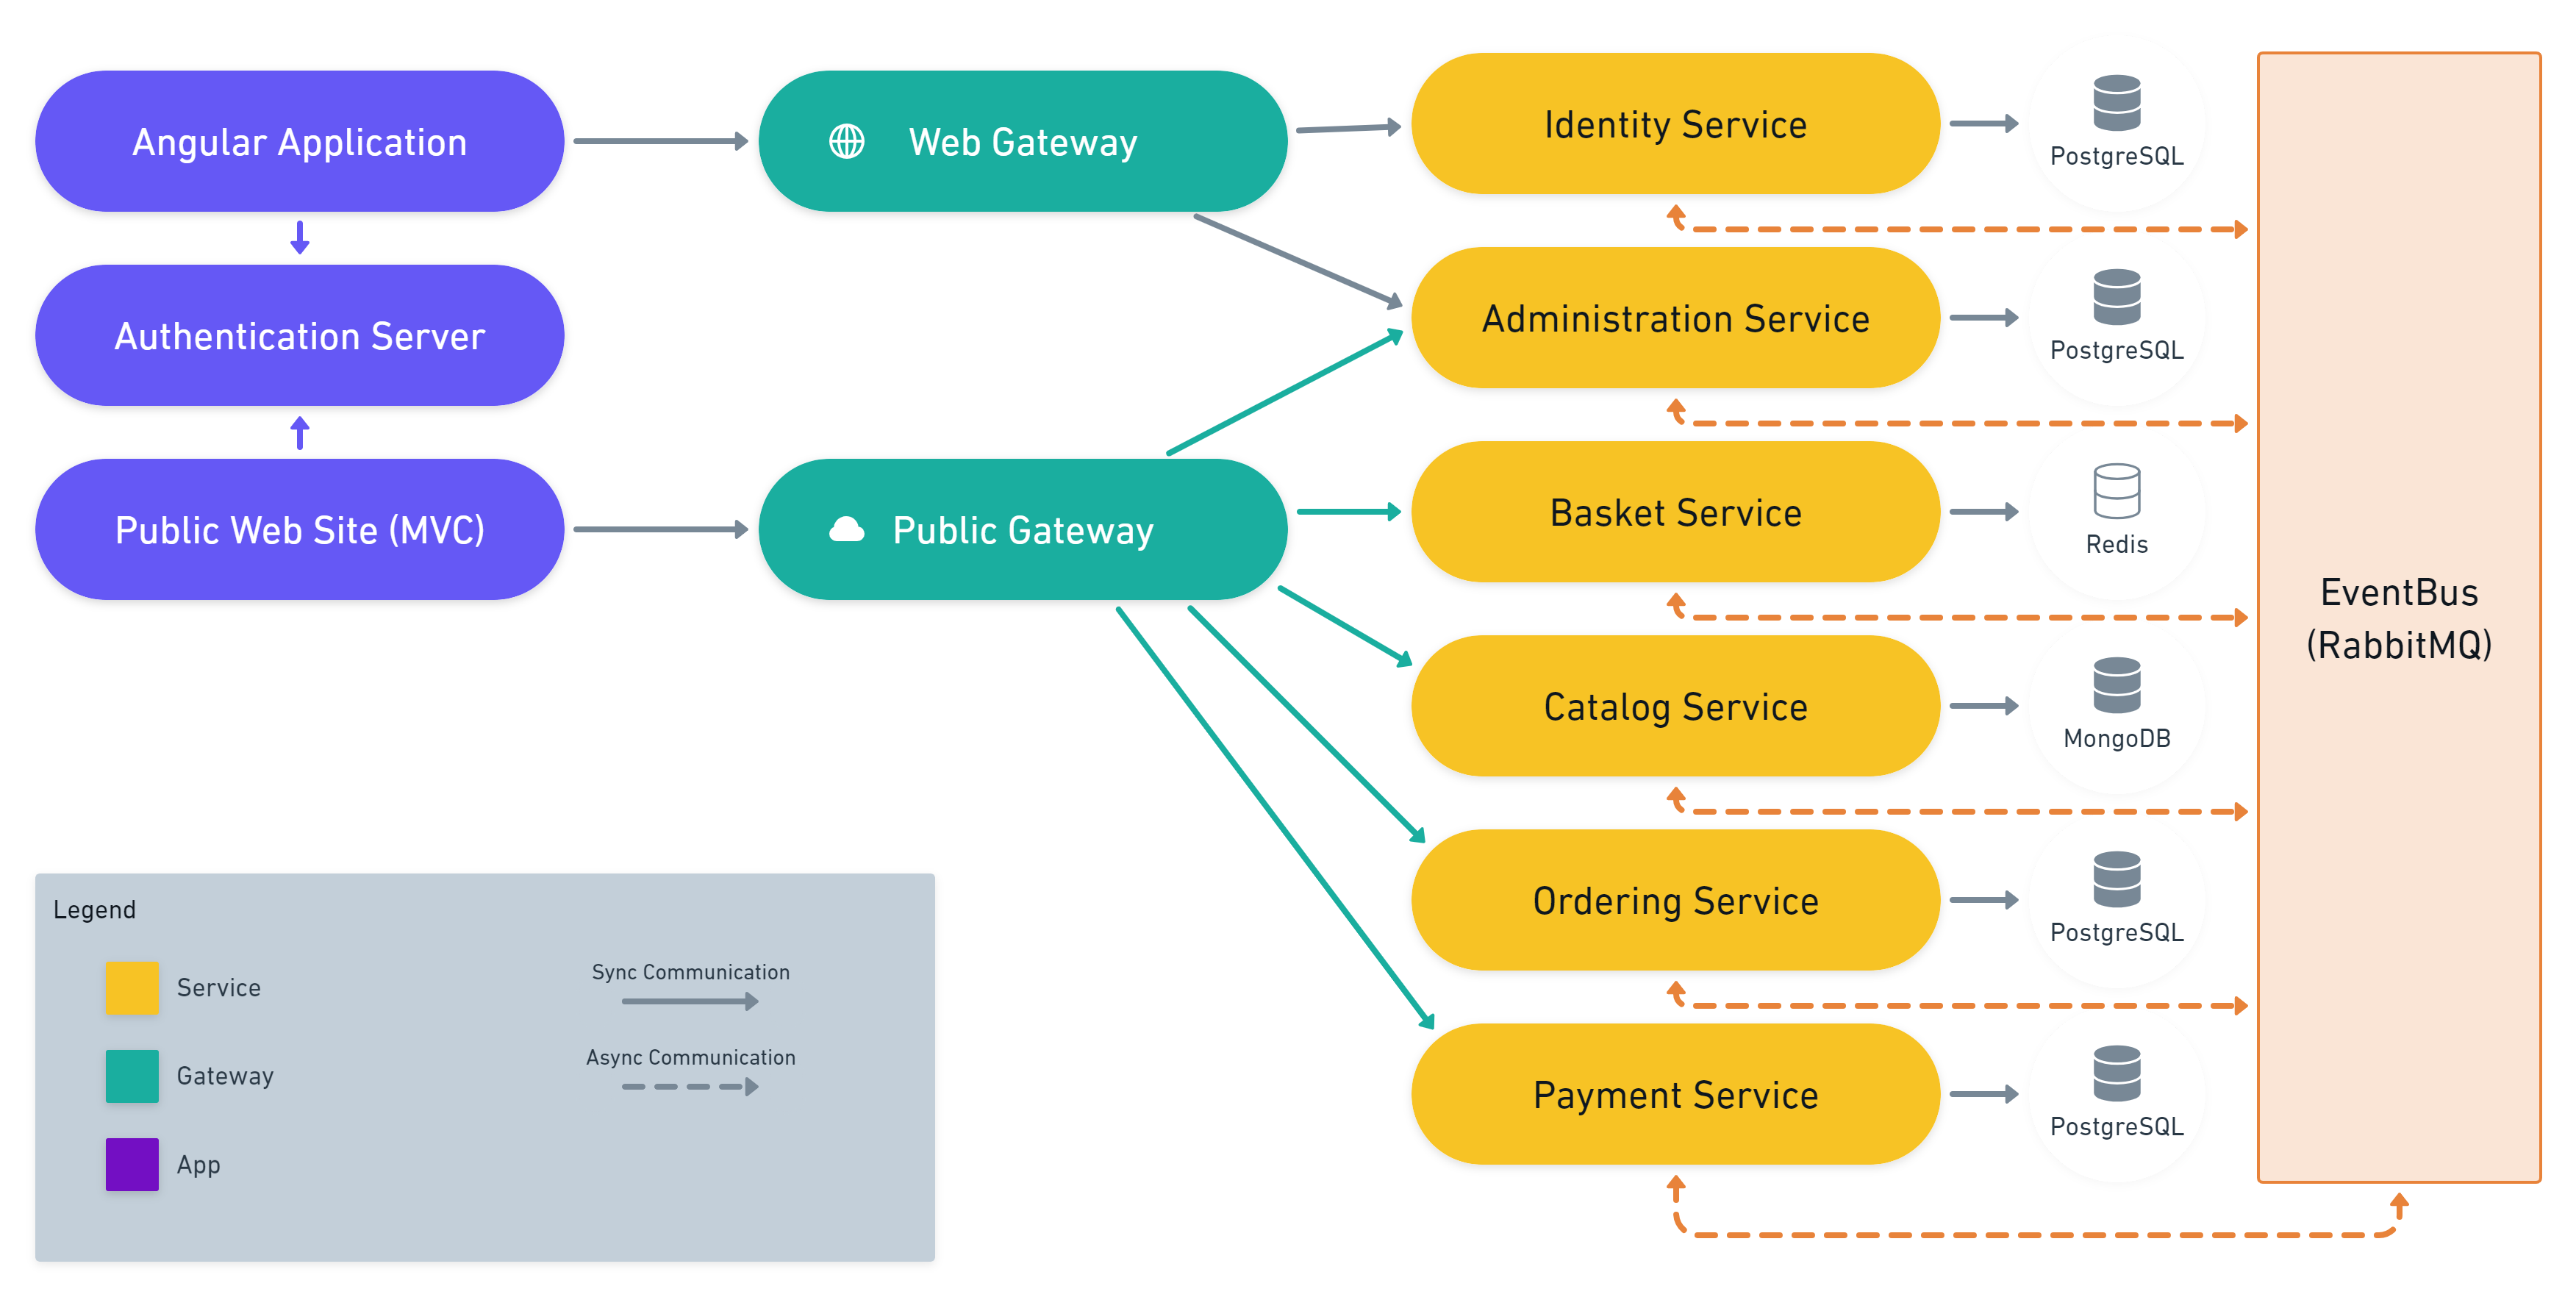 Angular Application
Web Gateway
Identity Service
PostgreSQL
Authentication Server
Administration Service
PostgreSQL
Public Web Site (MVC)
Public Gateway
Basket Service
Redis
EventBus
(RabbitMQ)
Catalog Service
MongoDB
Ordering Service
PostgreSQL
Payment Service
PostgreSQL
Legend
Service
Gateway
App
Sync Communication
Async Communication